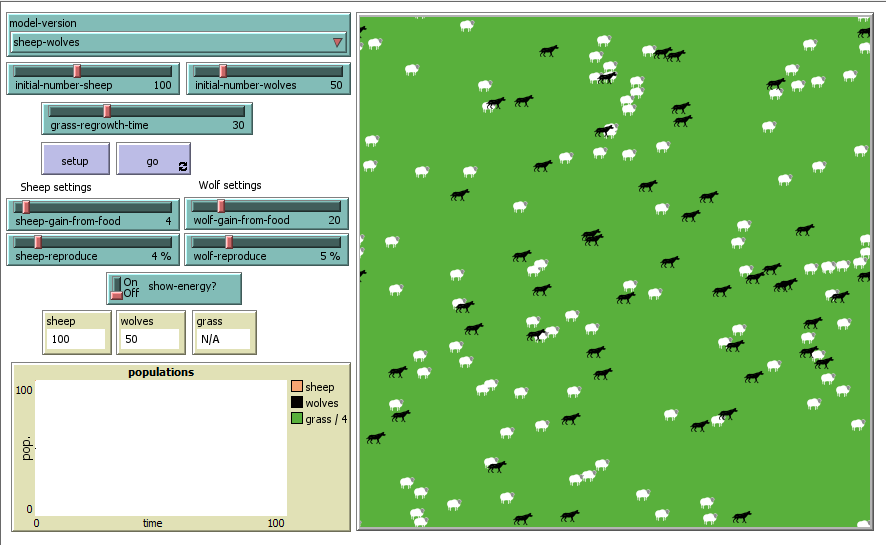 model-version
sheep-wolves
initial-number-sheep 100
initial-number-wolves 50
grass-regrowth-time 30
setup
go
Sheep settings
Wolf settings
sheep-gain-from-food 4
wolf-gain-from-food 20
sheep-reproduce 4 %
wolf-reproduce 5 %
On
Off
show-energy?
sheep
100
wolves
50
grass
N/A
populations
100
pop.
0
0
time
100
sheep
wolves
grass / 4